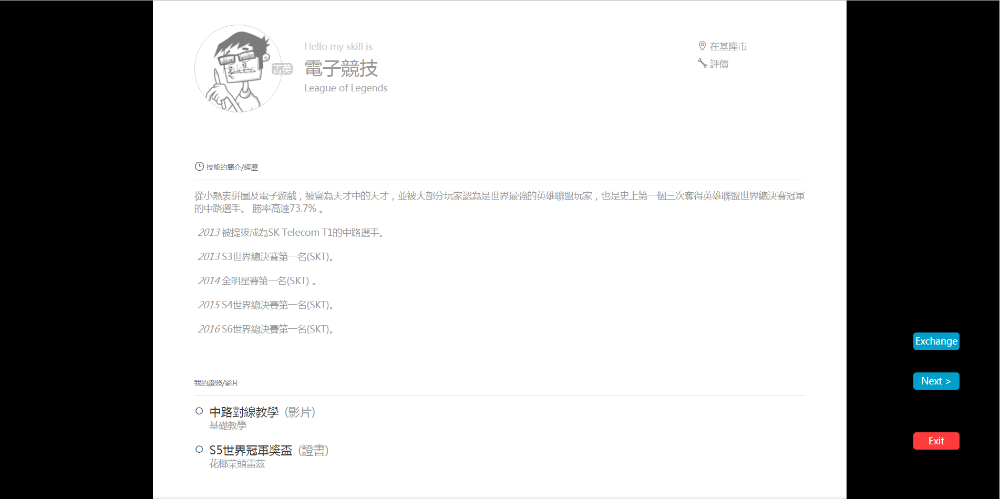 Hello my skill is
在基隆市
Faker
菁英
電子競技
評價
League of Legends
技能的簡介/經歷
從小熱衷拼圖及電子遊戲，被譽為天才中的天才，並被大部分玩家認為是世界最強的英雄聯盟玩家，也是史上第一個三次奪得英雄聯盟世界總決賽冠軍
的中路選手。 勝率高達73.7% 。
2013 被提拔成為SK Telecom T1的中路選手。
2013 S3世界總決賽第一名(SKT)。
2014 全明星賽第一名(SKT) 。
2015 S4世界總決賽第一名(SKT)。
2016 S6世界總決賽第一名(SKT)。
Exchange
Next >
我的證照/影片
中路對線教學 (影片)
基礎教學
Exit
S5世界冠軍獎盃 (證書)
花椰菜頭雷茲